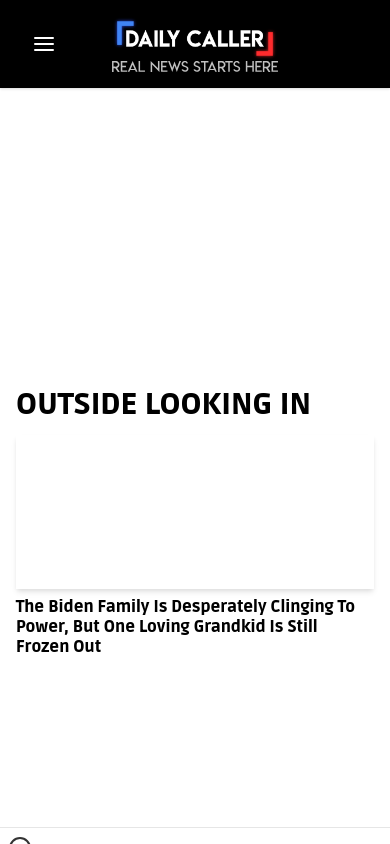 DAILY CALLER
REAL NEWS STARTS HERE
OUTSIDE LOOKING IN
The Biden Family Is Desperately Clinging To
Power, But One Loving Grandkid Is Still
Frozen Out